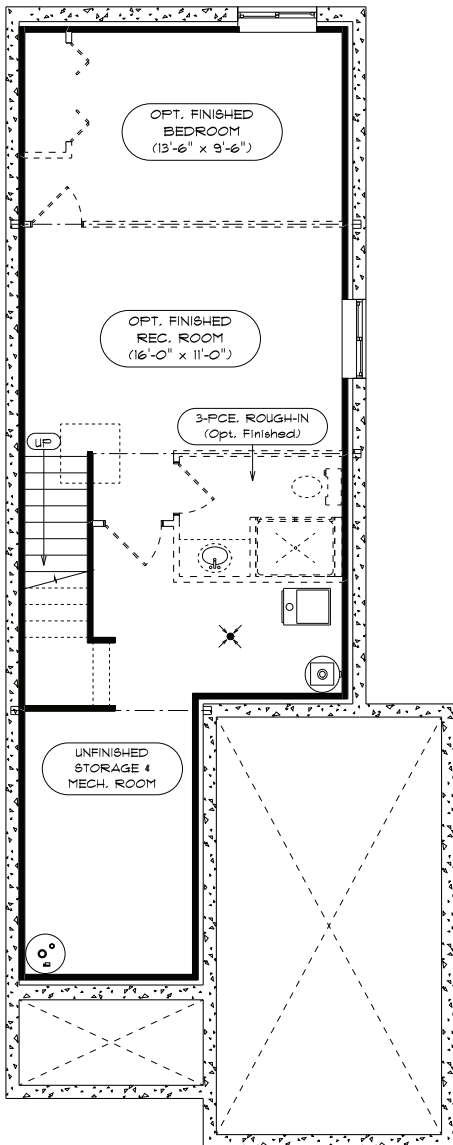 OPT. FINISHED
BEDROOM
(13'-6" x 9'-6")
OPT. FINISHED
REC. ROOM
(16'-0" x 11'-0")
3-PCE. ROUGH-IN
(Opt. Finished)
UP
UNFINISHED
STORAGE &
MECH. ROOM